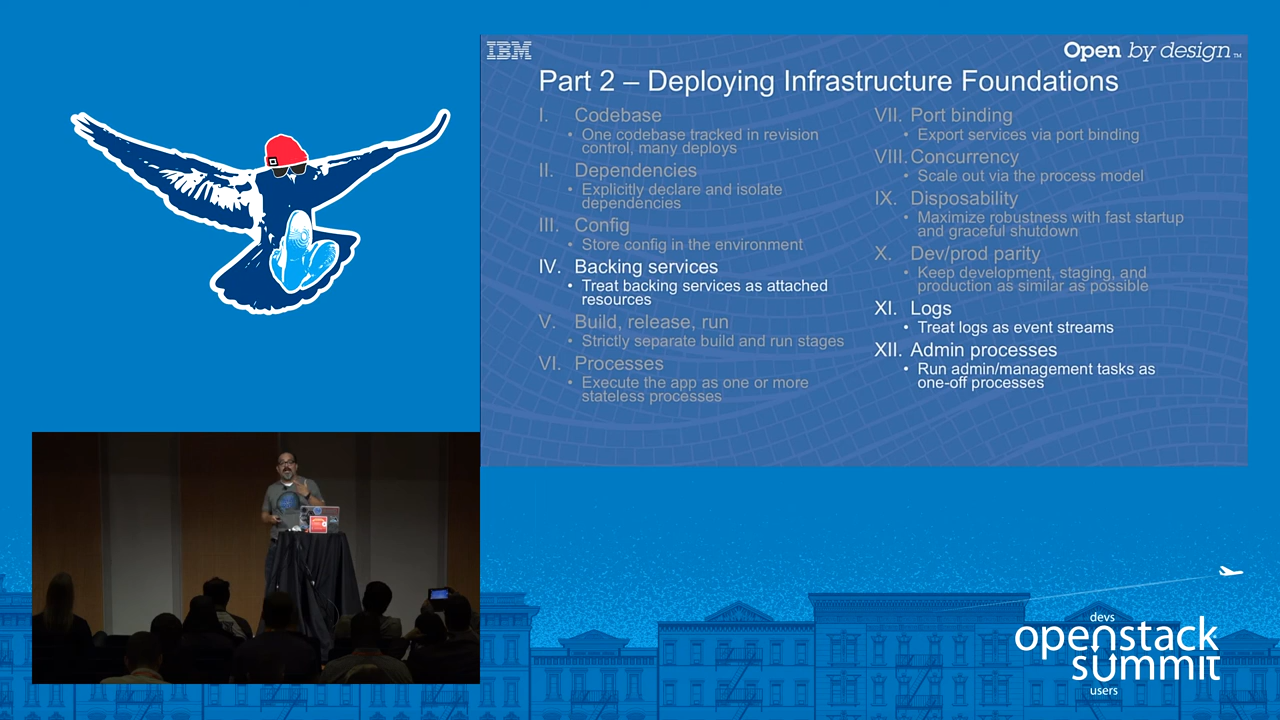 IBM
Open by design™
Part 2 – Deploying Infrastructure Foundations
I. Codebase
• One codebase tracked in revision
control, many deploys
II. Dependencies
• Explicitly declare and isolate
dependencies
III. Config
• Store config in the environment
IV. Backing services
• Treat backing services as attached
resources
V. Build, release, run
• Strictly separate build and run stages
VI. Processes
• Execute the app as one or more
stateless processes
VII. Port binding
• Export services via port binding
VIII. Concurrency
• Scale out via the process model
IX. Disposability
• Maximize robustness with fast startup
and graceful shutdown
X. Dev/prod parity
• Keep development, staging, and
production as similar as possible
XI. Logs
• Treat logs as event streams
XII. Admin processes
• Run admin/management tasks as
one-off processes
devs
openstack
summit
users